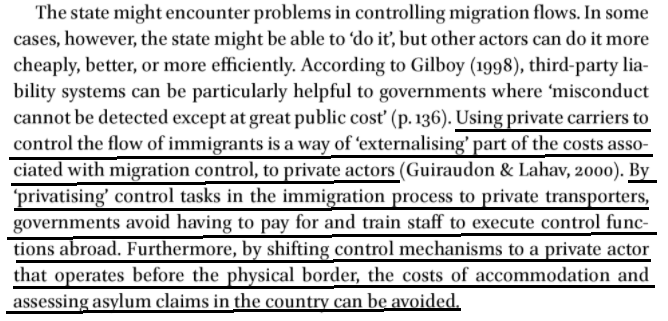 The state might encounter problems in controlling migration flows. In some
cases, however, the state might be able to ‘do it’, but other actors can do it more
cheaply, better, or more efficiently. According to Gilboy (1998), third-party lia-
bility systems can be particularly helpful to governments where ‘misconduct
cannot be detected except at great public cost’ (p. 136). Using private carriers to
control the flow of immigrants is a way of ‘externalising’ part of the costs asso-
ciated with migration control, to private actors (Guiraudon & Lahav, 2000). By
‘privatising’ control tasks in the immigration process to private transporters,
governments avoid having to pay for and train staff to execute control func-
tions abroad. Furthermore, by shifting control mechanisms to a private actor
that operates before the physical border, the costs of accommodation and
assessing asylum claims in the country can be avoided.